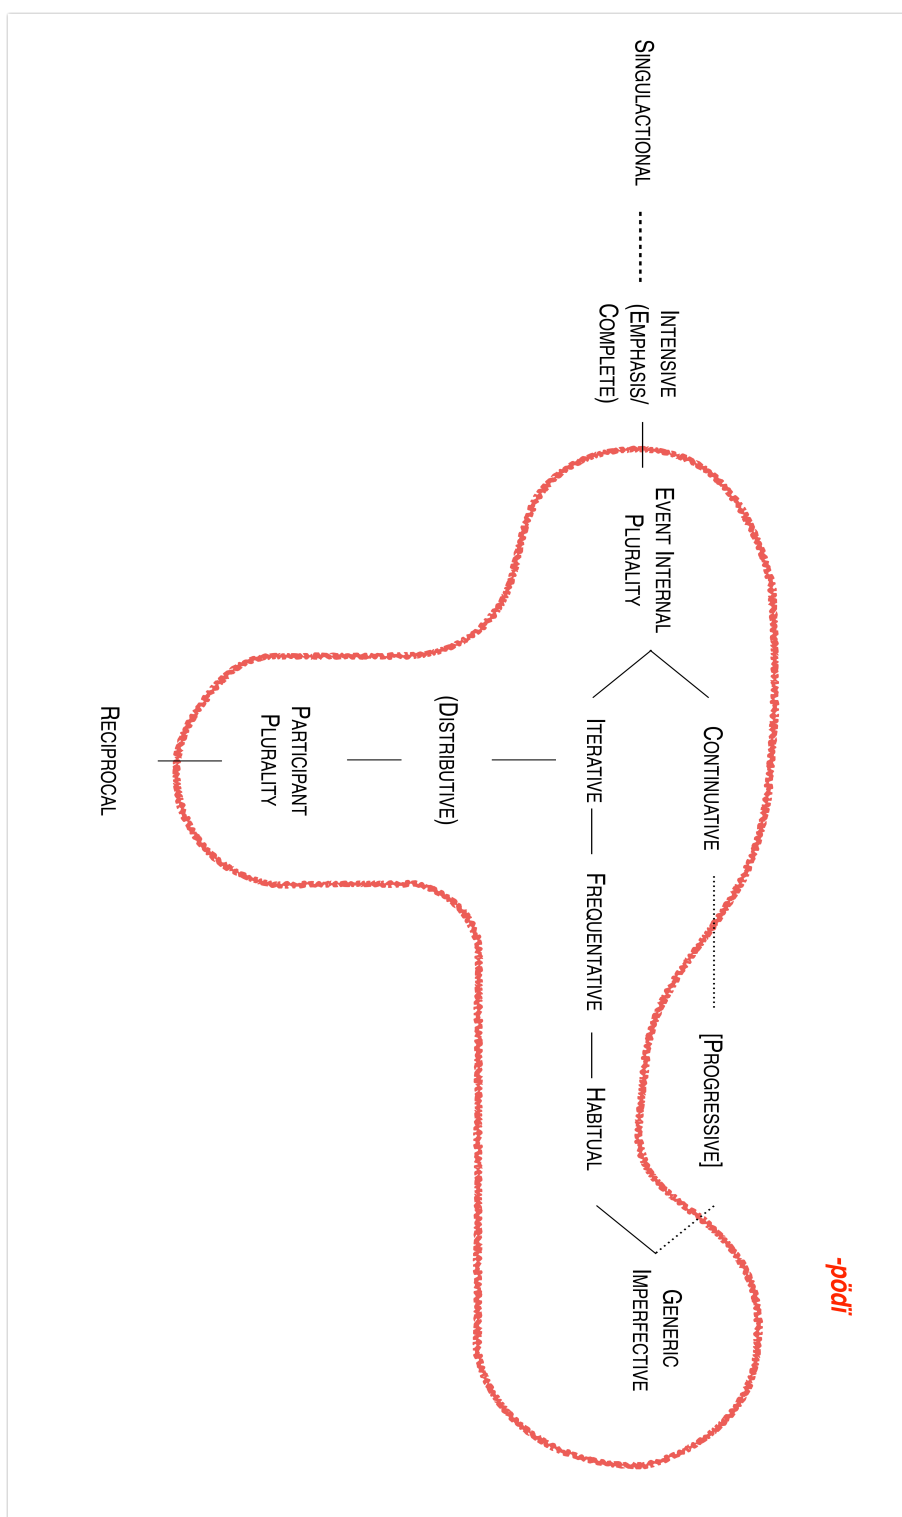 -pödï
CONTINUATIVE
[PROGRESSIVE]
SINGULACTIONAL
INTENSIVE
(EMPHASIS/
COMPLETE)
EVENT INTERNAL
PLURALITY
GENERIC
IMPERFECTIVE
ITERATIVE
FREQUENTATIVE
HABITUAL
(DISTRIBUTIVE)
PARTICIPANT
PLURALITY
RECIPROCAL